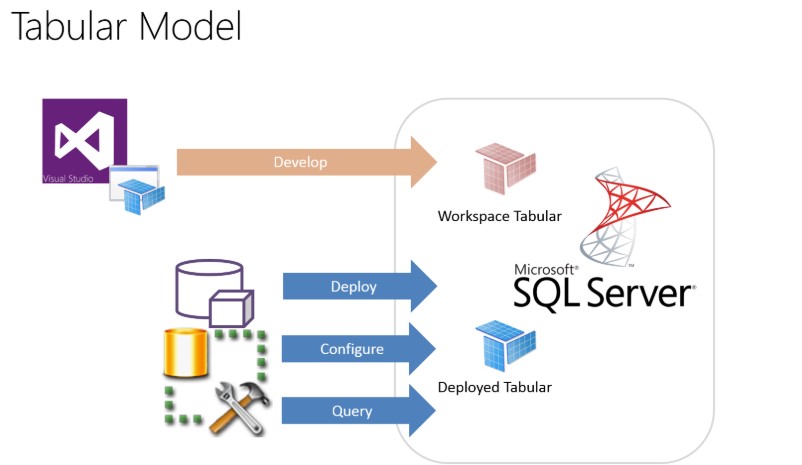 Tabular Model
Visual Studio
Develop
Workspace Tabular
Microsoft®
SQL Server®
Deploy
Configure
Deployed Tabular
Query